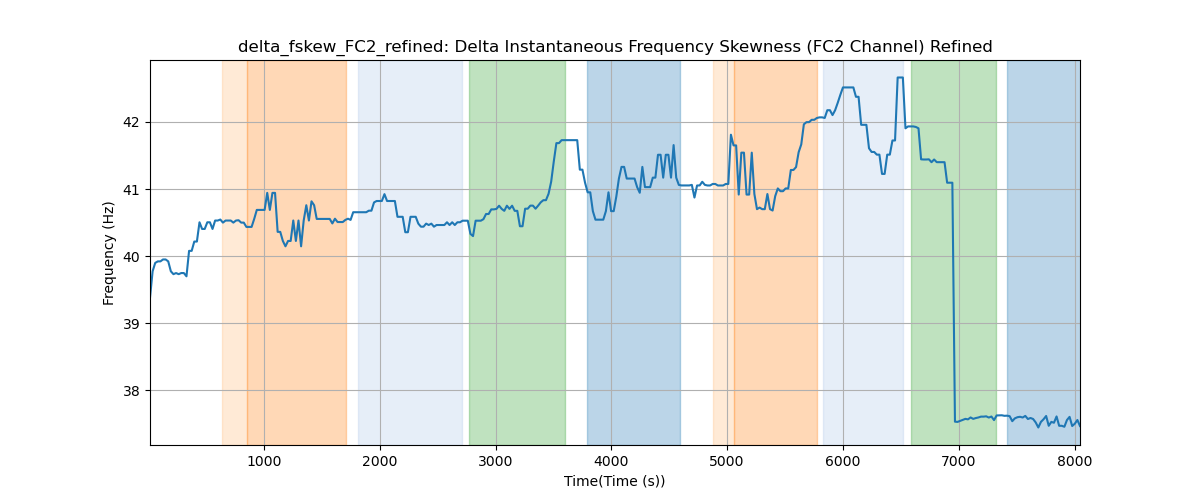 delta_fskew_FC2_refined: Delta Instantaneous Frequency Skewness (FC2 Channel) Refined
42
41
40
39
38
Frequency (Hz)
1000 2000 3000 4000 5000 6000 7000 8000
Time(Time (s))